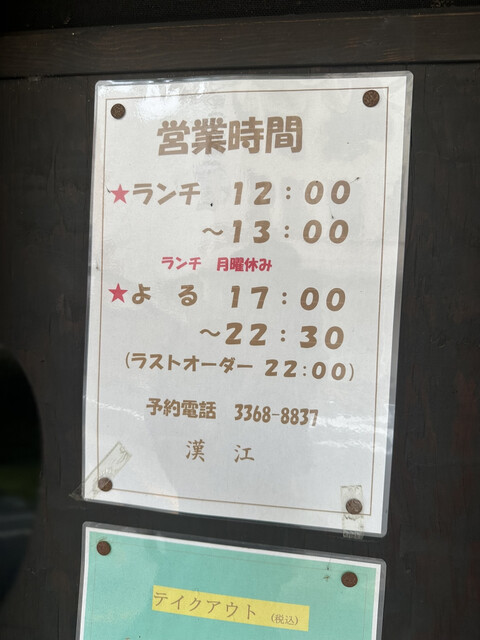 営業時間
★ランチ 12：00
～13：00
ランチ 月曜休み
★よる 17：00
～22：30
(ラストオーダー 22:00)
予約電話 3368-8837
漢江
テイクアウト (税込)